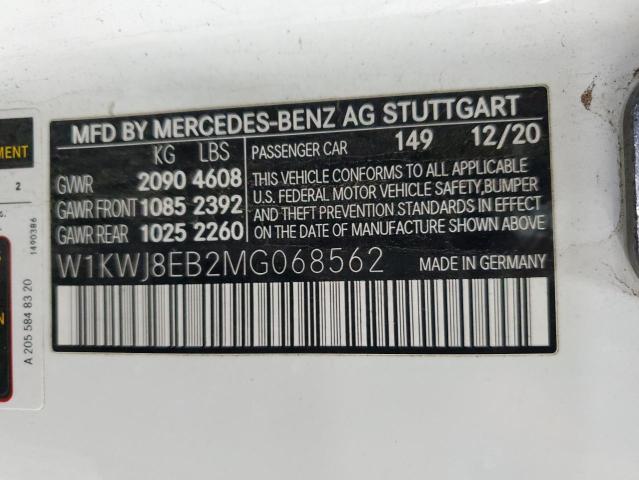 MFD BY MERCEDES-BENZ AG STUTTGART
KG LBS
GVWR 2090 4608
GAWR FRONT 1085 2392
GAWR REAR 1025 2260
PASSENGER CAR 149 12/20
THIS VEHICLE CONFORMS TO ALL APPLICABLE
U.S. FEDERAL MOTOR VEHICLE SAFETY, BUMPER
AND THEFT PREVENTION STANDARDS IN EFFECT
ON THE DATE OF MANUFACTURE SHOWN ABOVE.
W1KWJ8EB2MG068562 MADE IN GERMANY
2
1490386
A 205 584 83 20